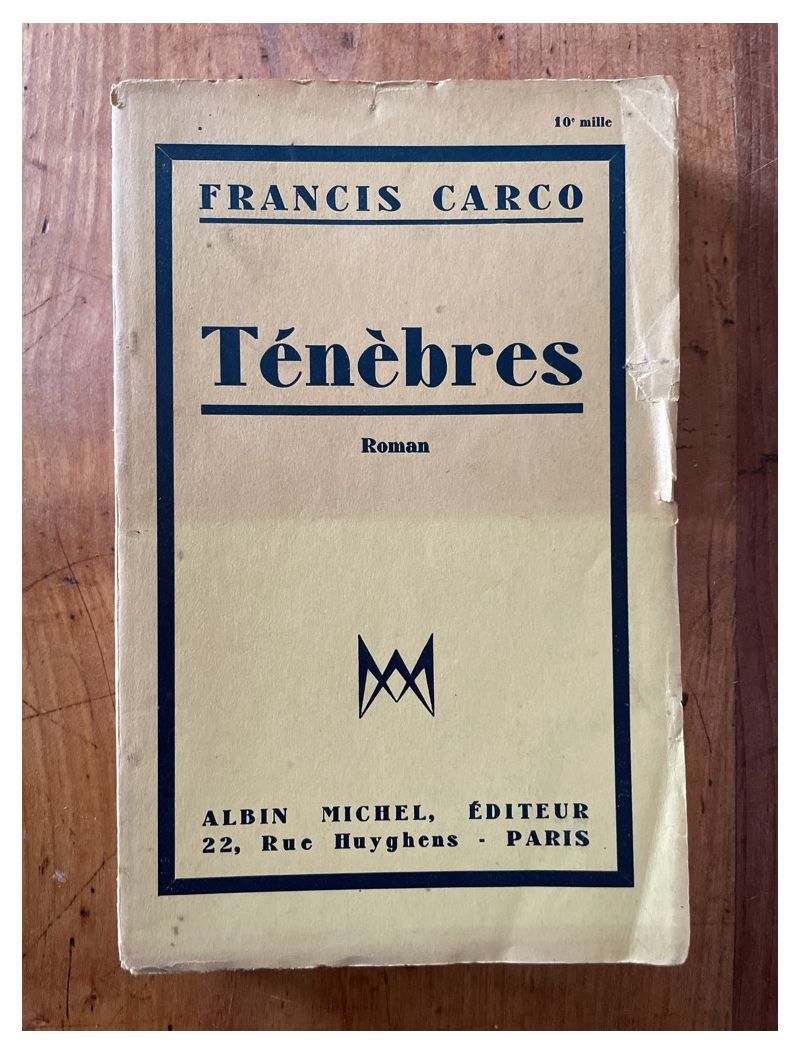 10e mille
FRANCIS CARCO
Ténèbres
Roman
ALBIN MICHEL, ÉDITEUR
22, Rue Huyghens - PARIS